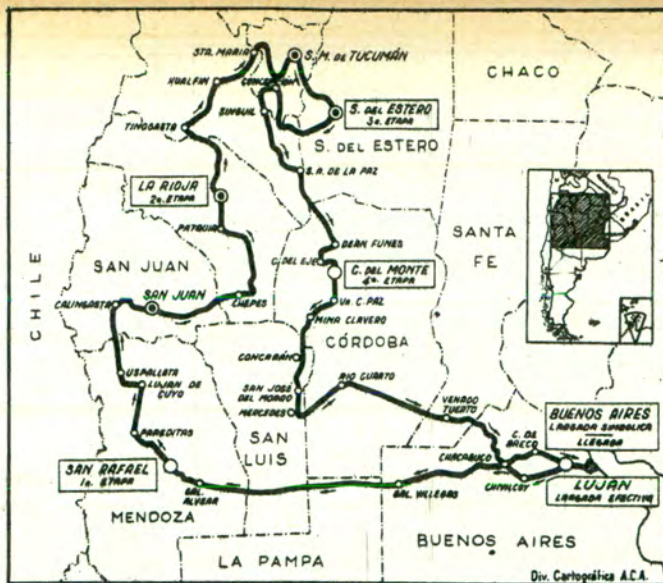 STA. MARIA
S. M. DE TUCUMÁN
CHACO
HUALFIN
CONCEPCION
SINGUIL
S. DEL ESTERO
3a. ETAPA
TINOGASTA
S. DEL ESTERO
S. A. DE LA PAZ
LA RIOJA
2a. ETAPA
PATQUIA
DEAN FUNES
SANTA
FE
C. DEL EJE
C. DEL MONTE
4a. ETAPA
SAN JUAN
CHILE
CALINGASTA
SAN JUAN
CHEPES
Va. C. PAZ
MINA CLAVERO
CÓRDOBA
CONCARÁN
USPALLATA
LUJAN DE
CUYO
RIO CUARTO
SAN JOSÉ
DEL MORRO
MERCEDES
VENADO
TUERTO
PAREDITAS
SAN
LUIS
C. DE
ARECO
BUENOS AIRES
LARGADA SIMBOLICA
LLEGADA
CHACABUCO
SAN RAFAEL
1a. ETAPA
GRAL.
ALVEAR
GRAL. VILLEGAS
CHIVILCOY
LUJAN
LARGADA EFECTIVA
MENDOZA
LA PAMPA
BUENOS AIRES
Div. Cartográfica A.C.A.